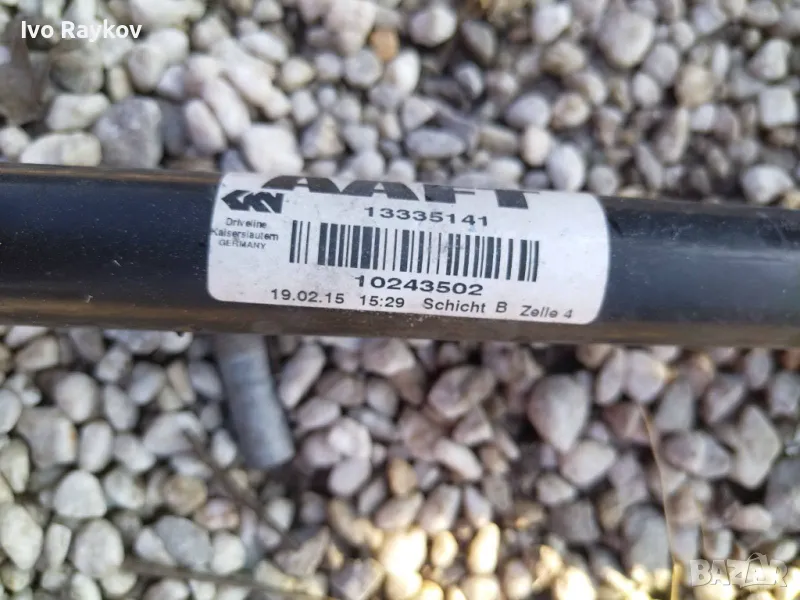 Ivo Raykov
AAFT
13335141
GKN
Driveline
Kaiserslautern
GERMANY
10243502
19.02.15 15:29 Schicht B Zelle 4
BAZAR